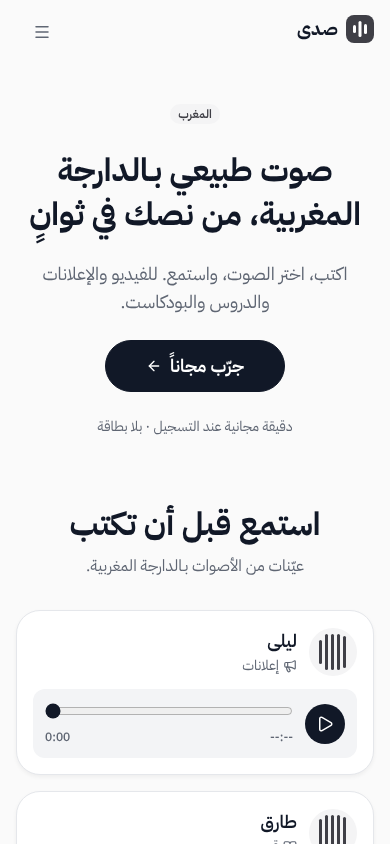 صدى
المغرب
صوت طبيعي بالدارجة
المغربية، من نصك في ثوانٍ
اكتب، اختر الصوت، واستمع. للفيديو والإعلانات
والدروس والبودكاست.
جرّب مجاناً
دقيقة مجانية عند التسجيل · بلا بطاقة
استمع قبل أن تكتب
عيّنات من الأصوات بالدارجة المغربية.
ليلى
إعلانات
0:00
--:--
طارق